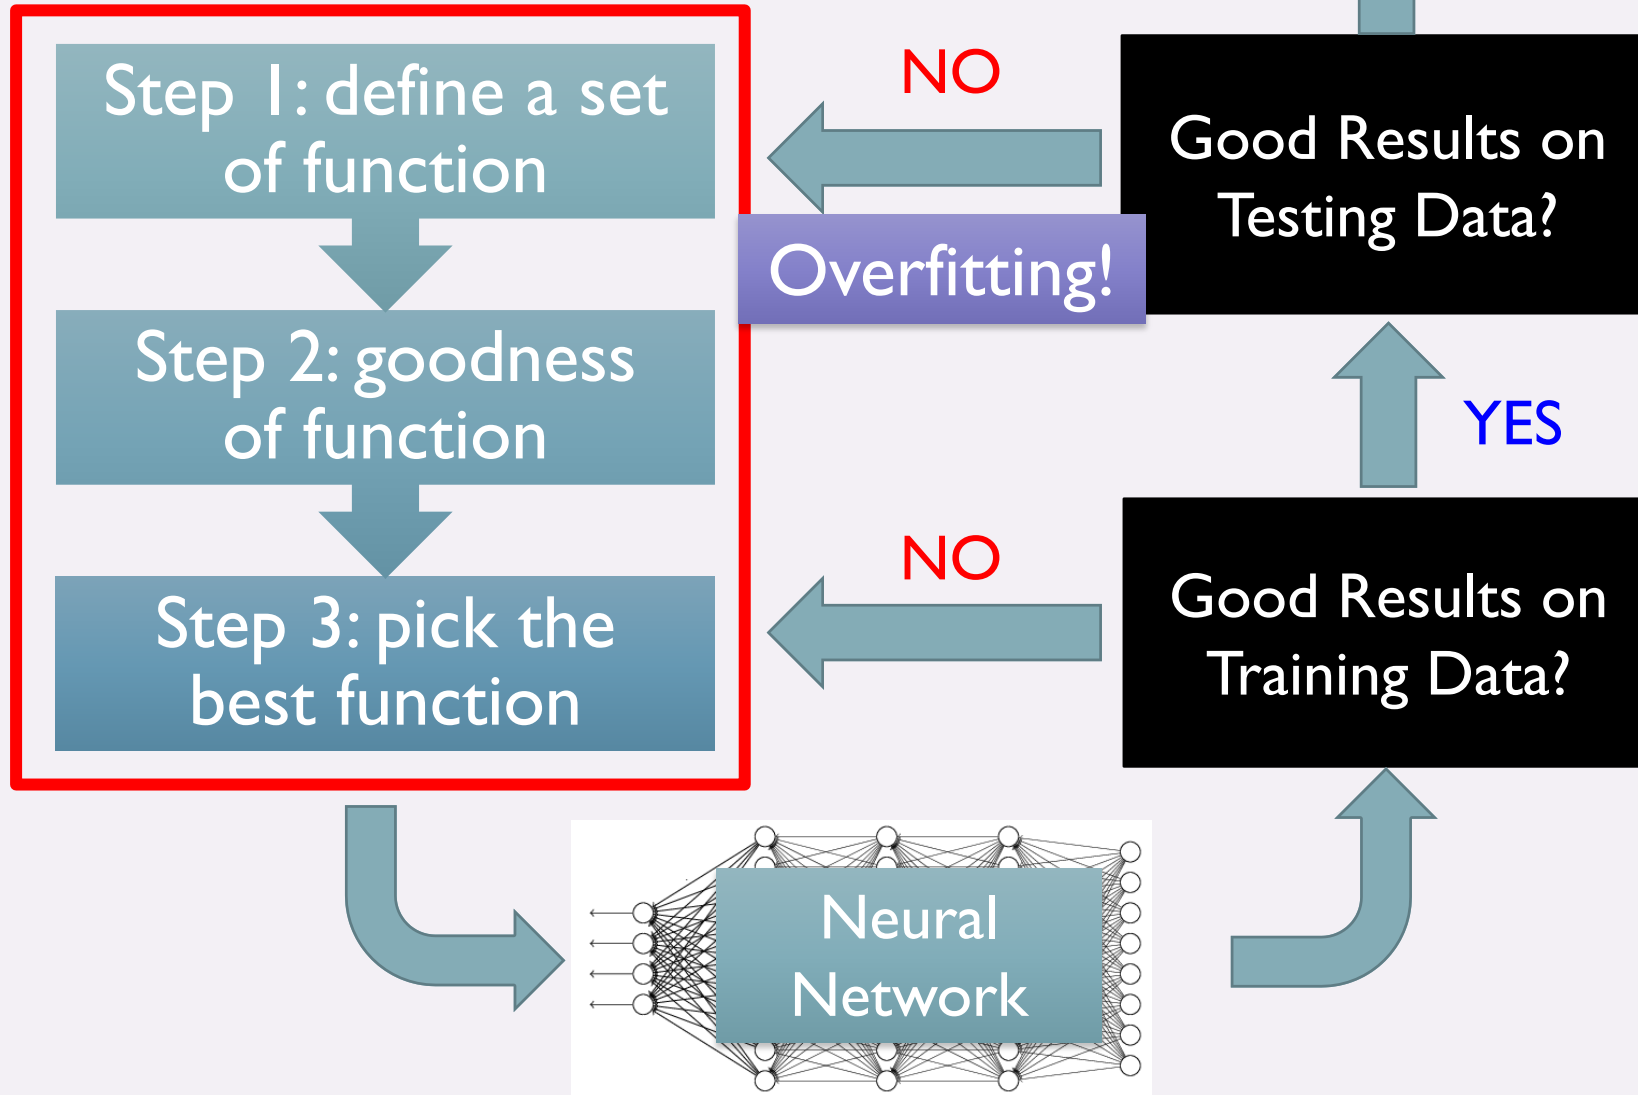 Step 1: define a set
of function
Step 2: goodness
of function
Step 3: pick the
best function
NO
Overfitting!
NO
Good Results on
Testing Data?
YES
Good Results on
Training Data?
Neural
Network